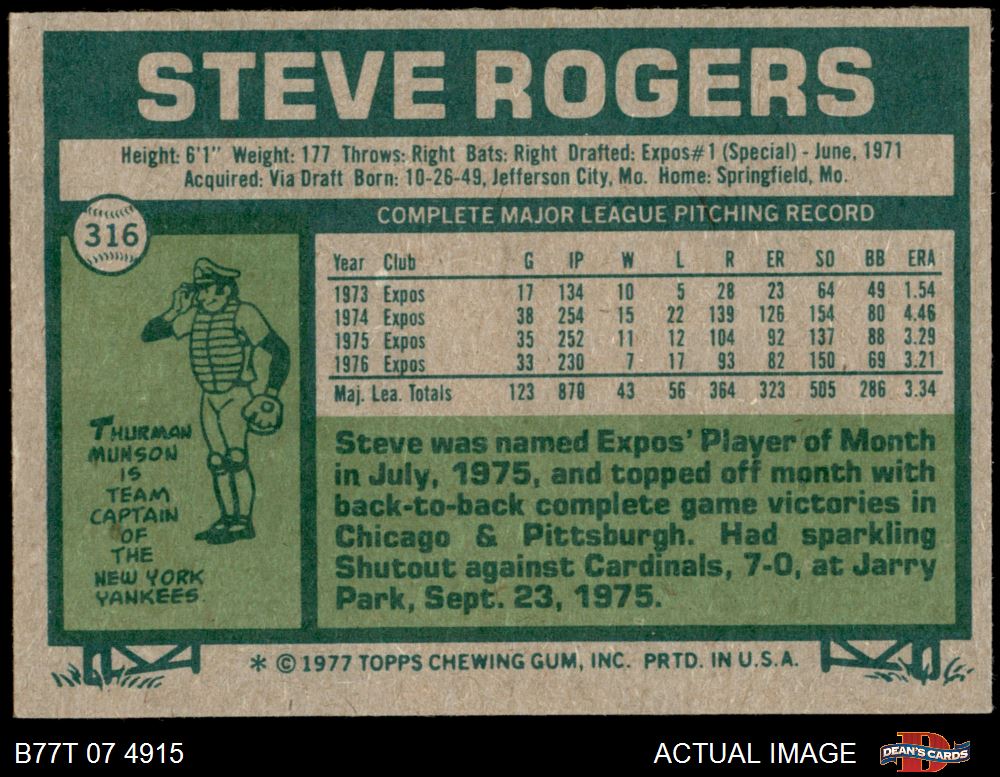 STEVE ROGERS
Height: 6'1" Weight: 177 Throws: Right Bats: Right Drafted: Expos#1 (Special) - June, 1971
Acquired: Via Draft Born: 10-26-49, Jefferson City, Mo. Home: Springfield, Mo.
316
COMPLETE MAJOR LEAGUE PITCHING RECORD
Year Club G IP W L R ER SO BB ERA
1973 Expos 17 134 10 5 28 23 64 49 1.54
1974 Expos 38 254 15 22 139 126 154 80 4.46
1975 Expos 35 252 11 12 104 92 137 88 3.29
1976 Expos 33 230 7 17 93 82 150 69 3.21
Maj. Lea. Totals 123 870 43 56 364 323 505 286 3.34
THURMAN
MUNSON
IS
TEAM
CAPTAIN
OF
THE
NEW YORK
YANKEES.
Steve was named Expos' Player of Month
in July, 1975, and topped off month with
back-to-back complete game victories in
Chicago & Pittsburgh. Had sparkling
Shutout against Cardinals, 7-0, at Jarry
Park, Sept. 23, 1975.
* © 1977 TOPPS CHEWING GUM, INC. PRTD. IN U.S.A.
B77T 07 4915
ACTUAL IMAGE
DEAN'S CARDS